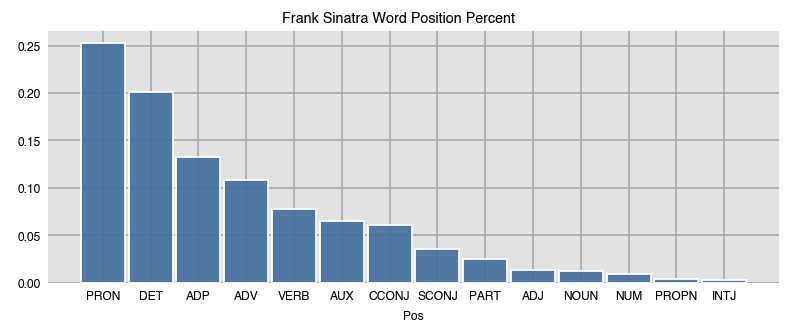 Frank Sinatra Word Position Percent
0.25
0.20
0.15
0.10
0.05
0.00
PRON DET ADP ADV VERB AUX CCONJ SCONJ PART ADJ NOUN NUM PROPN INTJ
Pos